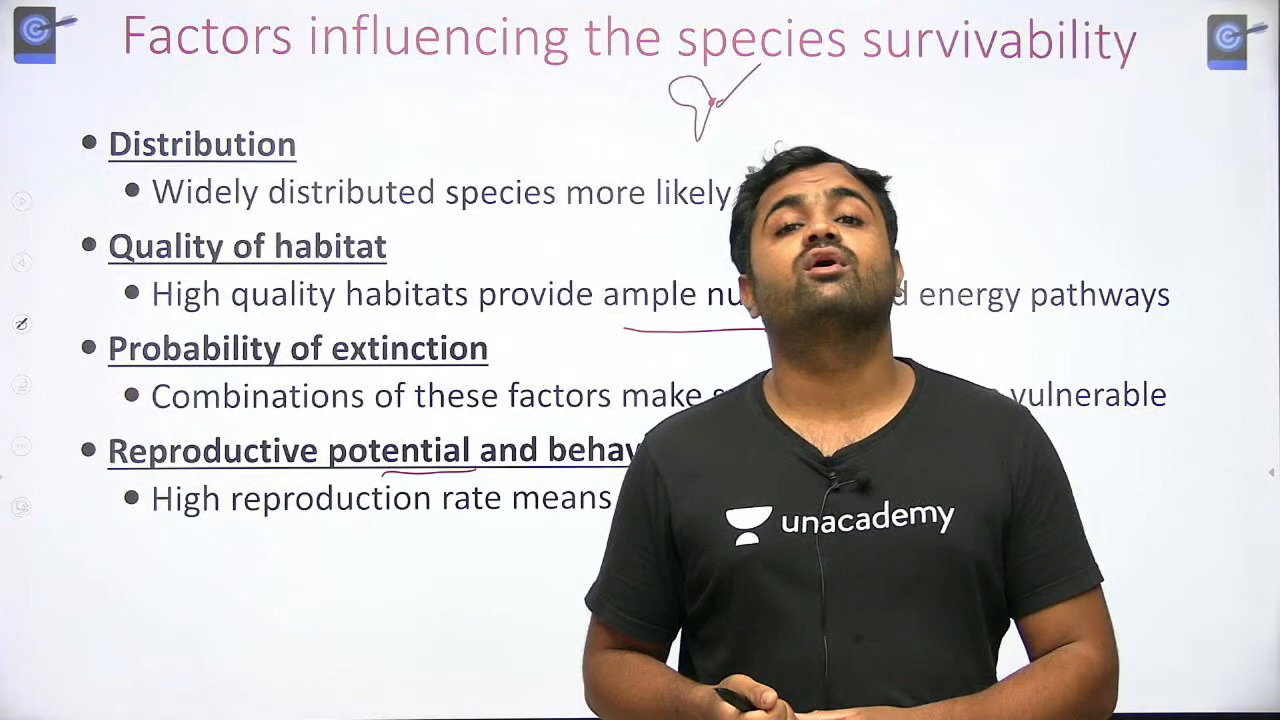 Factors influencing the species survivability
• Distribution
• Widely distributed species more likely
• Quality of habitat
• High quality habitats provide ample energy pathways
• Probability of extinction
• Combinations of these factors make vulnerable
• Reproductive potential and
• High reproduction rate means
unacademy